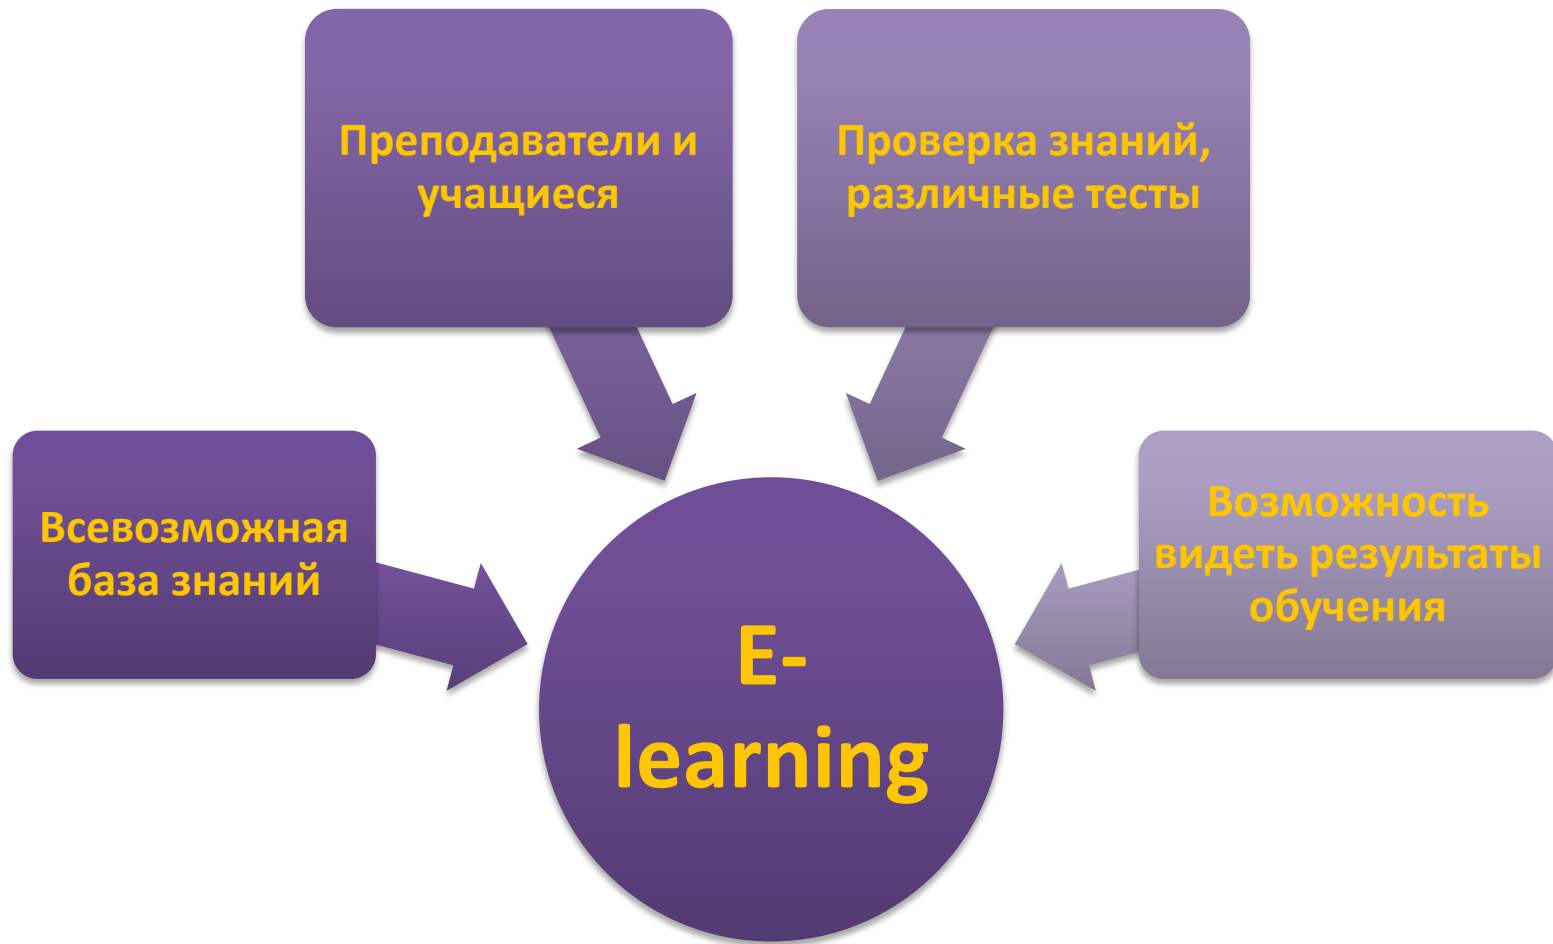 Преподаватели и
учащиеся
Проверка знаний,
различные тесты
Всевозможная
база знаний
Возможность
видеть результаты
обучения
E-
learning